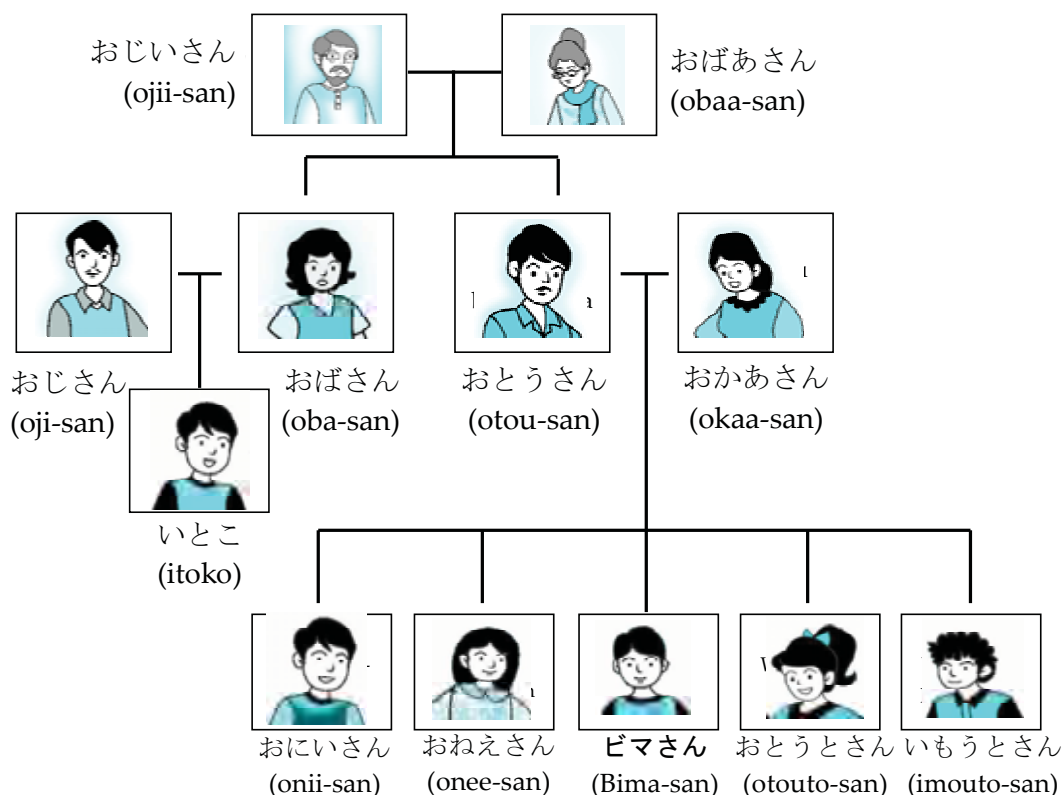 おじいさん
(ojii-san)
おばあさん
(obaa-san)
おじさん
(oji-san)
おばさん
(oba-san)
おとうさん
(otou-san)
おかあさん
(okaa-san)
いとこ
(itoko)
おにいさん
(onii-san)
おねえさん
(onee-san)
ビマさん
(Bima-san)
おとうとさん
(otouto-san)
いもうとさん
(imouto-san)